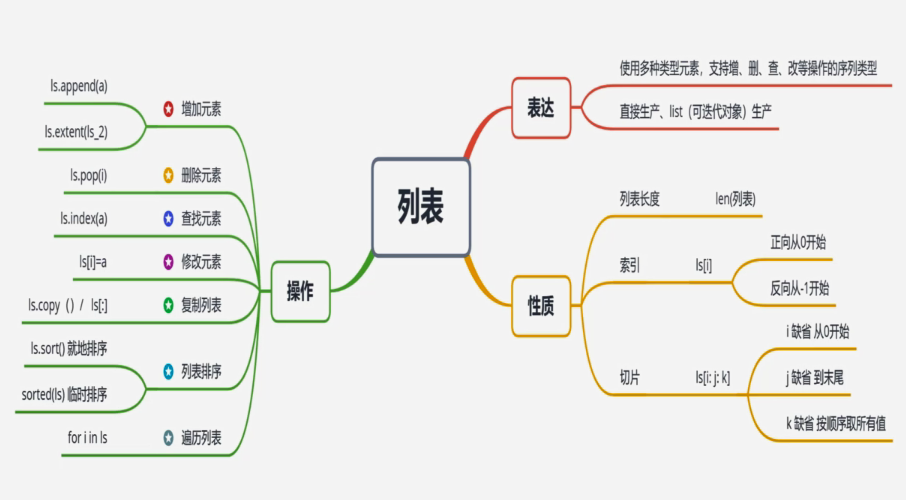 列表
表达
使用多种类型元素，支持增、删、查、改等操作的序列类型
直接生产、list（可迭代对象）生产
性质
列表长度 len(列表)
索引 ls[i]
正向从0开始
反向从-1开始
切片 ls[i: j: k]
i 缺省 从0开始
j 缺省 到末尾
k 缺省 按顺序取所有值
操作
增加元素
ls.append(a)
ls.extent(ls_2)
删除元素
ls.pop(i)
查找元素
ls.index(a)
修改元素
ls[i]=a
复制列表
ls.copy（）/ ls[:]
列表排序
ls.sort() 就地排序
sorted(ls) 临时排序
遍历列表
for i in ls